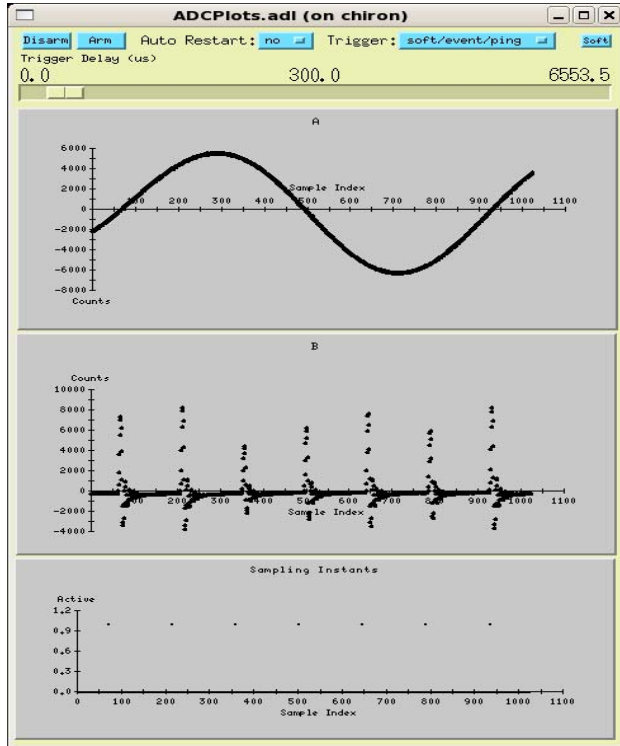 ADCPlots.adl (on chiron)
Disarm Arm Auto Restart: no Trigger: soft/event/ping Soft
Trigger Delay (us)
0.0 300.0 6553.5
A
6000
4000
2000
0
-2000
-4000
-6000
-8000
Counts
Sample Index
100 200 300 400 500 600 700 800 900 1000 1100
B
Counts
10000
8000
6000
4000
2000
0
-2000
-4000
100 200 300 400 500 600 700 800 900 1000 1100
Sample Index
Sampling Instants
Active
1.2
0.9
0.6
0.3
0.0
0 100 200 300 400 500 600 700 800 900 1000 1100
Sample Index